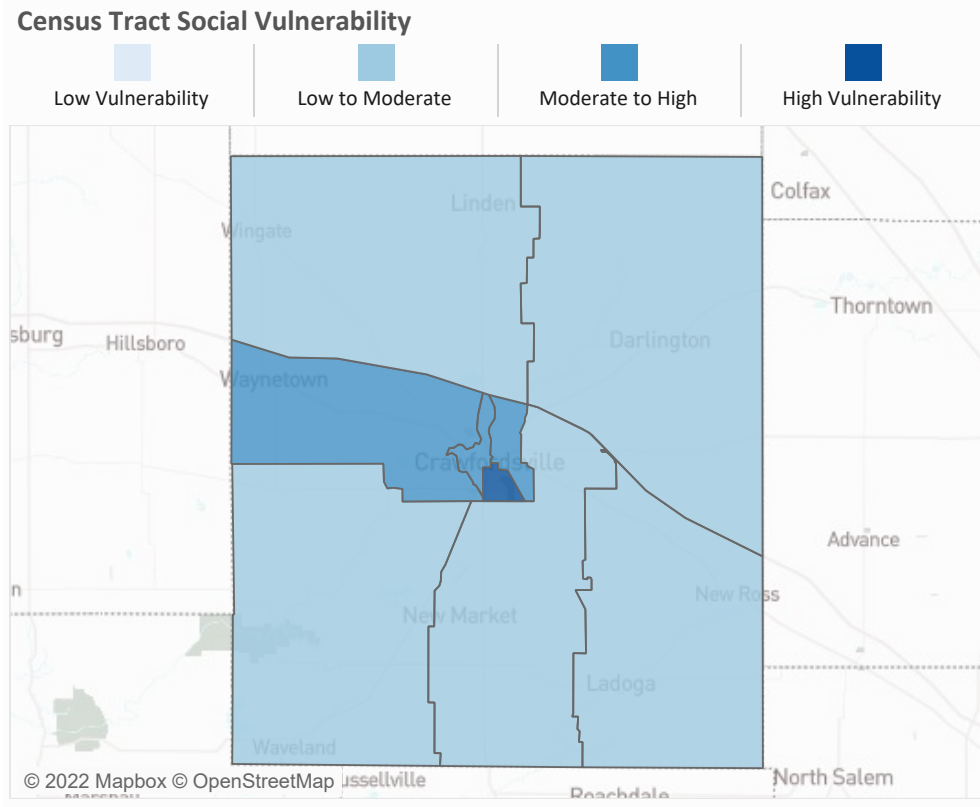 Census Tract Social Vulnerability
Low Vulnerability
Low to Moderate
Moderate to High
High Vulnerability
Colfax
Linden
Wingate
Thorntown
sburg
Hillsboro
Darlington
Waynetown
Crawfordsville
Advance
n
New Ross
New Market
Ladoga
Waveland
© 2022 Mapbox © OpenStreetMap
ussellville
North Salem
Roachdale